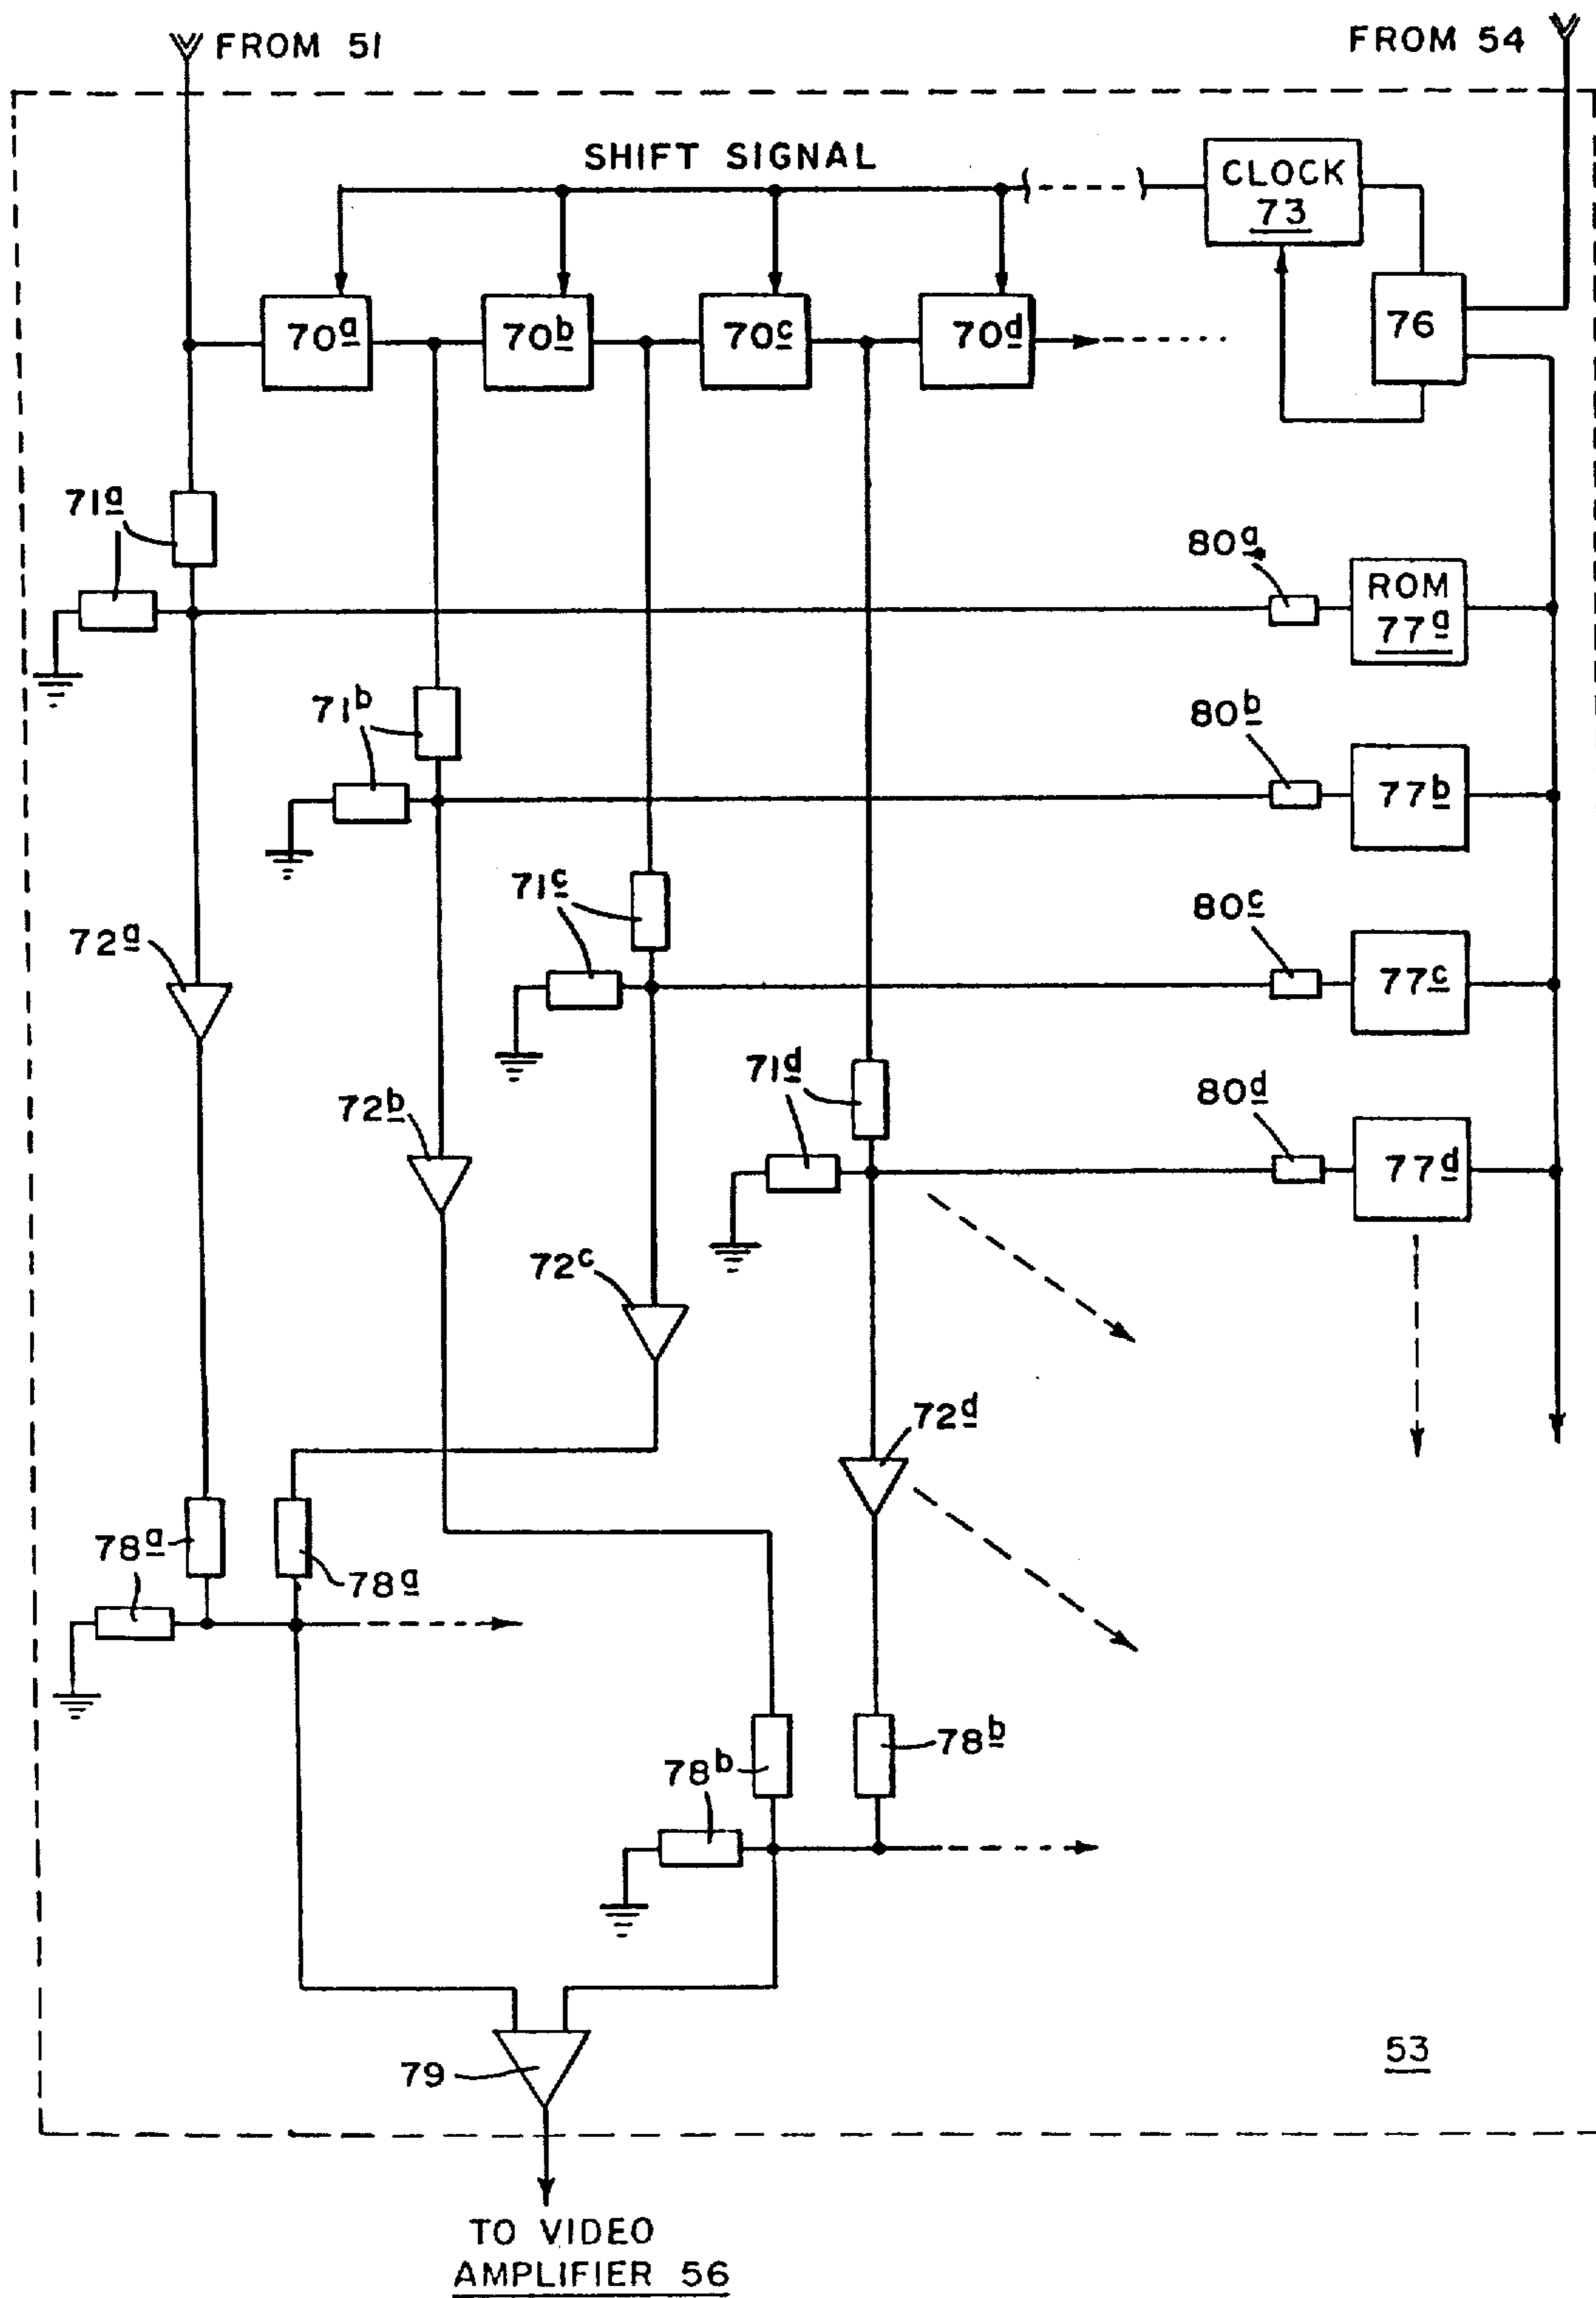 FROM 51
FROM 54
SHIFT SIGNAL
CLOCK
73
76
70a
70b
70c
70d
71a
80a
ROM
77a
71b
80b
77b
71c
80c
77c
72a
71d
80d
77d
72b
72c
72d
78a
78a
78b
78b
79
53
TO VIDEO
AMPLIFIER 56